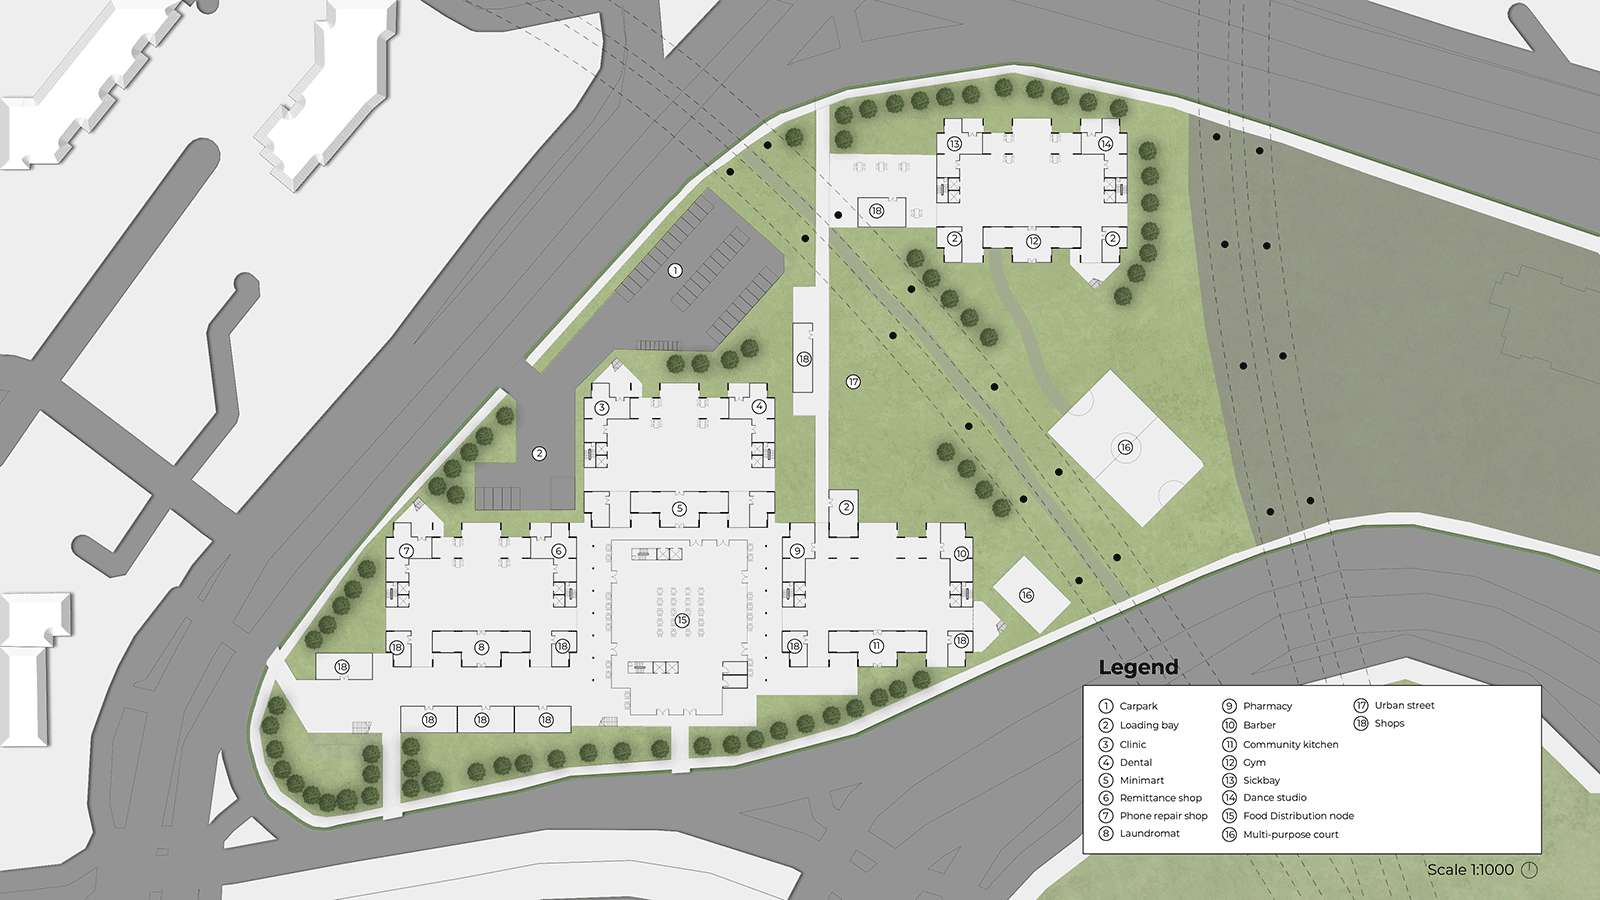 13
14
18
2
12
2
1
18
17
3
4
16
2
5
2
7
6
9
10
16
15
18
8
18
18
11
18
18
18
18
18
Legend
1 Carpark
2 Loading bay
3 Clinic
4 Dental
5 Minimart
6 Remittance shop
7 Phone repair shop
8 Laundromat
9 Pharmacy
10 Barber
11 Community kitchen
12 Gym
13 Sickbay
14 Dance studio
15 Food Distribution node
16 Multi-purpose court
17 Urban street
18 Shops
Scale 1:1000